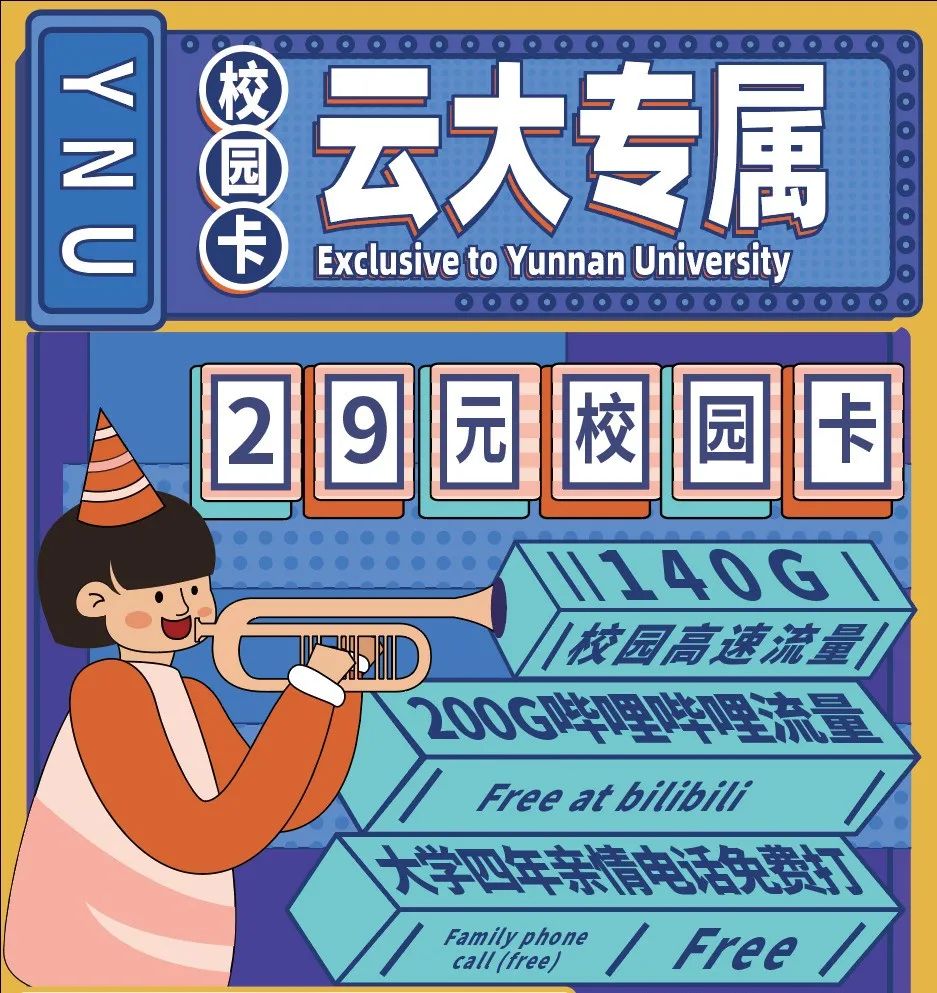 YNU
校园卡
云大专属
Exclusive to Yunnan University
29元校园卡
140G
校园高速流量
200G哔哩哔哩流量
Free at bilibili
大学四年亲情电话免费打
Family phone
call (free)
Free